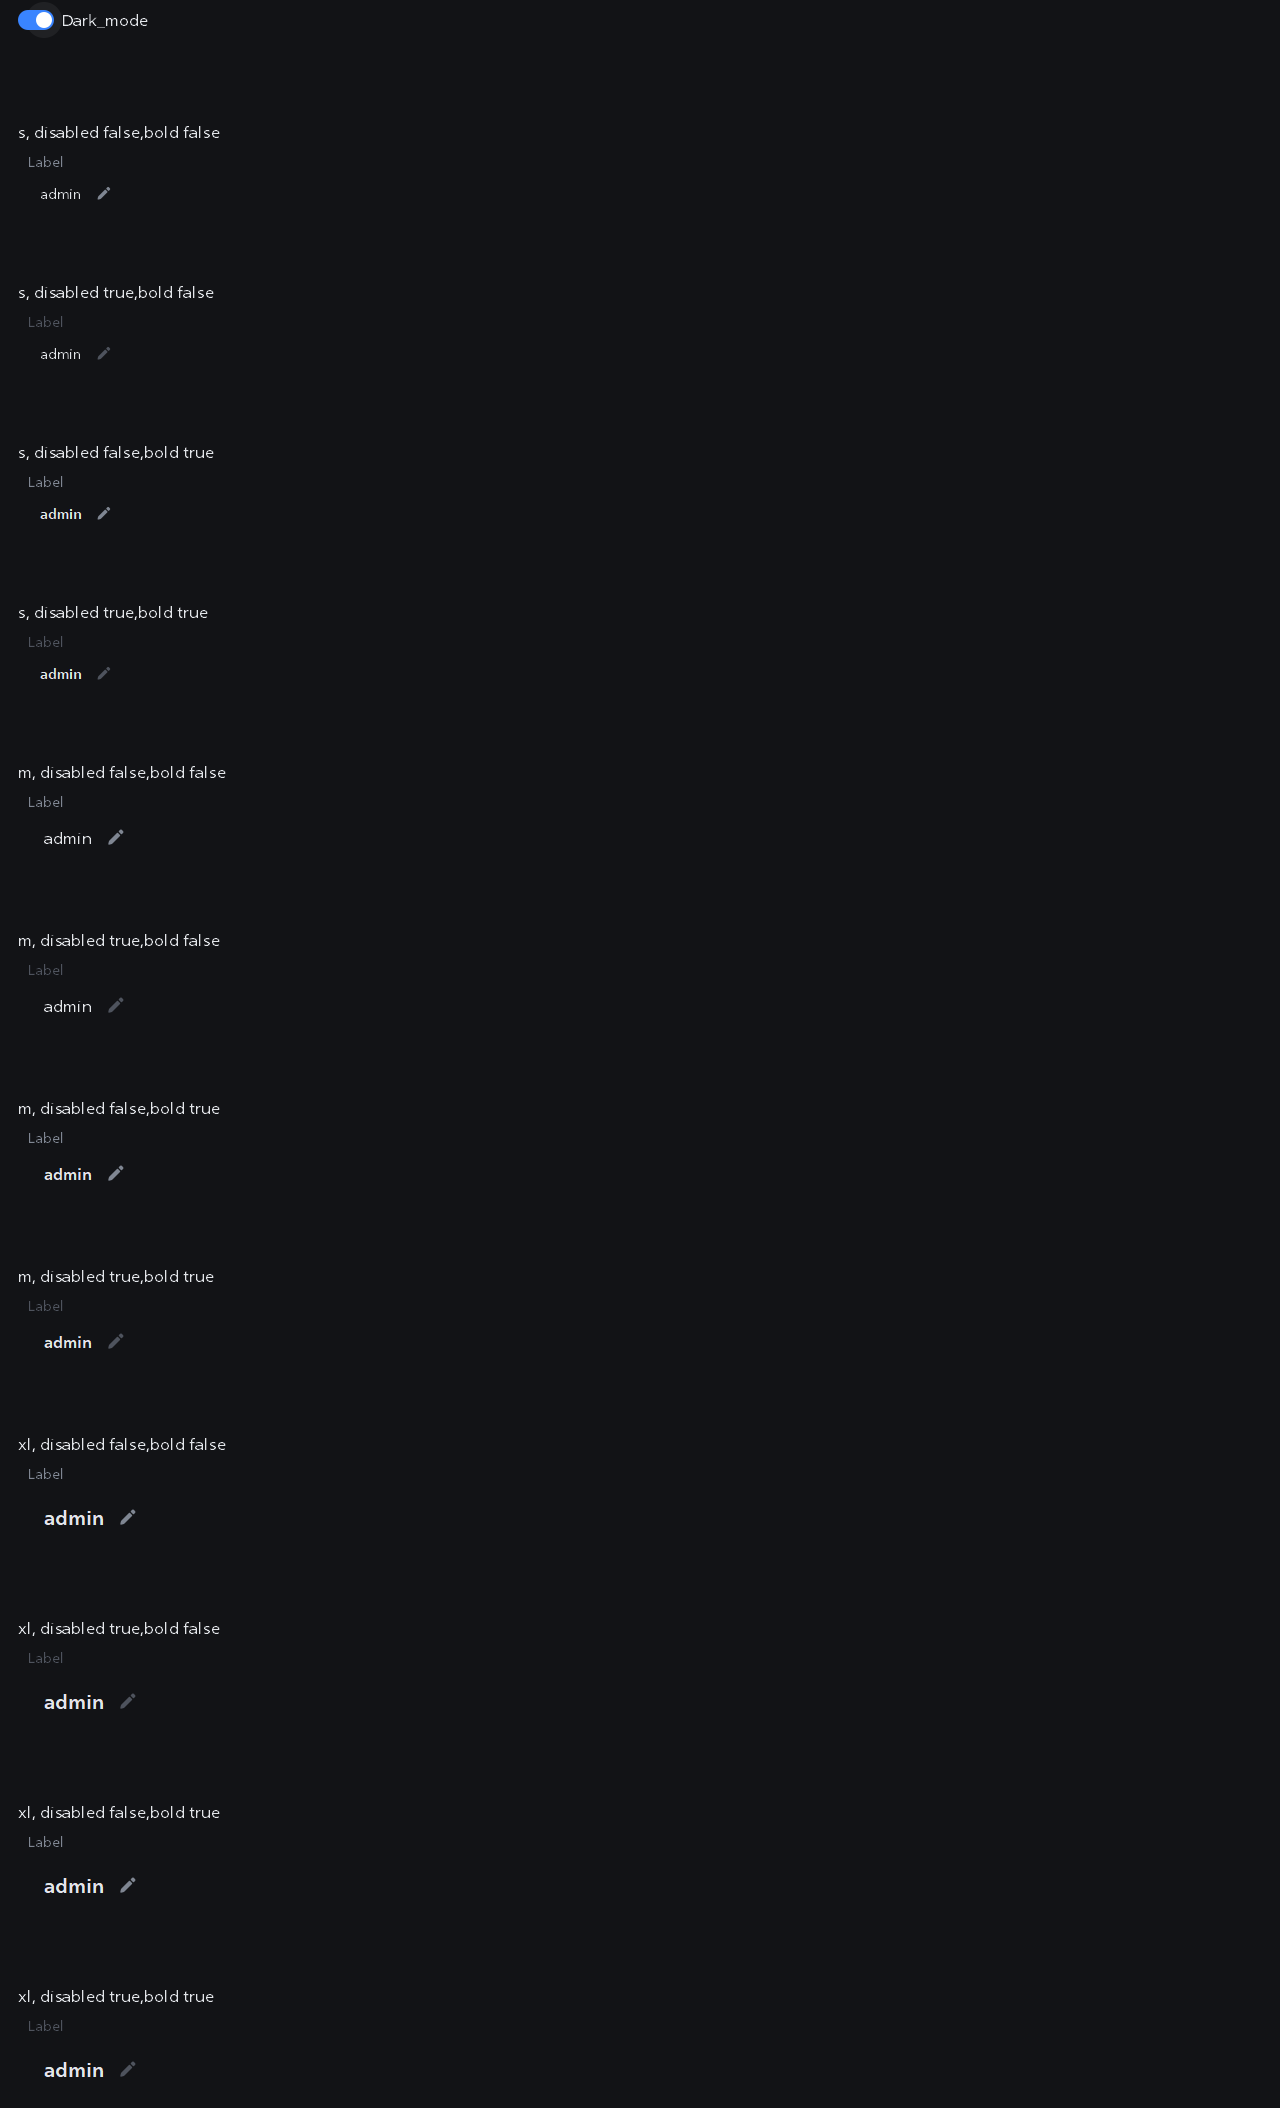 Dark_mode
s, disabled false,bold false
Label
admin
s, disabled true,bold false
Label
admin
s, disabled false,bold true
Label
admin
s, disabled true,bold true
Label
admin
m, disabled false,bold false
Label
admin
m, disabled true,bold false
Label
admin
m, disabled false,bold true
Label
admin
m, disabled true,bold true
Label
admin
xl, disabled false,bold false
Label
admin
xl, disabled true,bold false
Label
admin
xl, disabled false,bold true
Label
admin
xl, disabled true,bold true
Label
admin